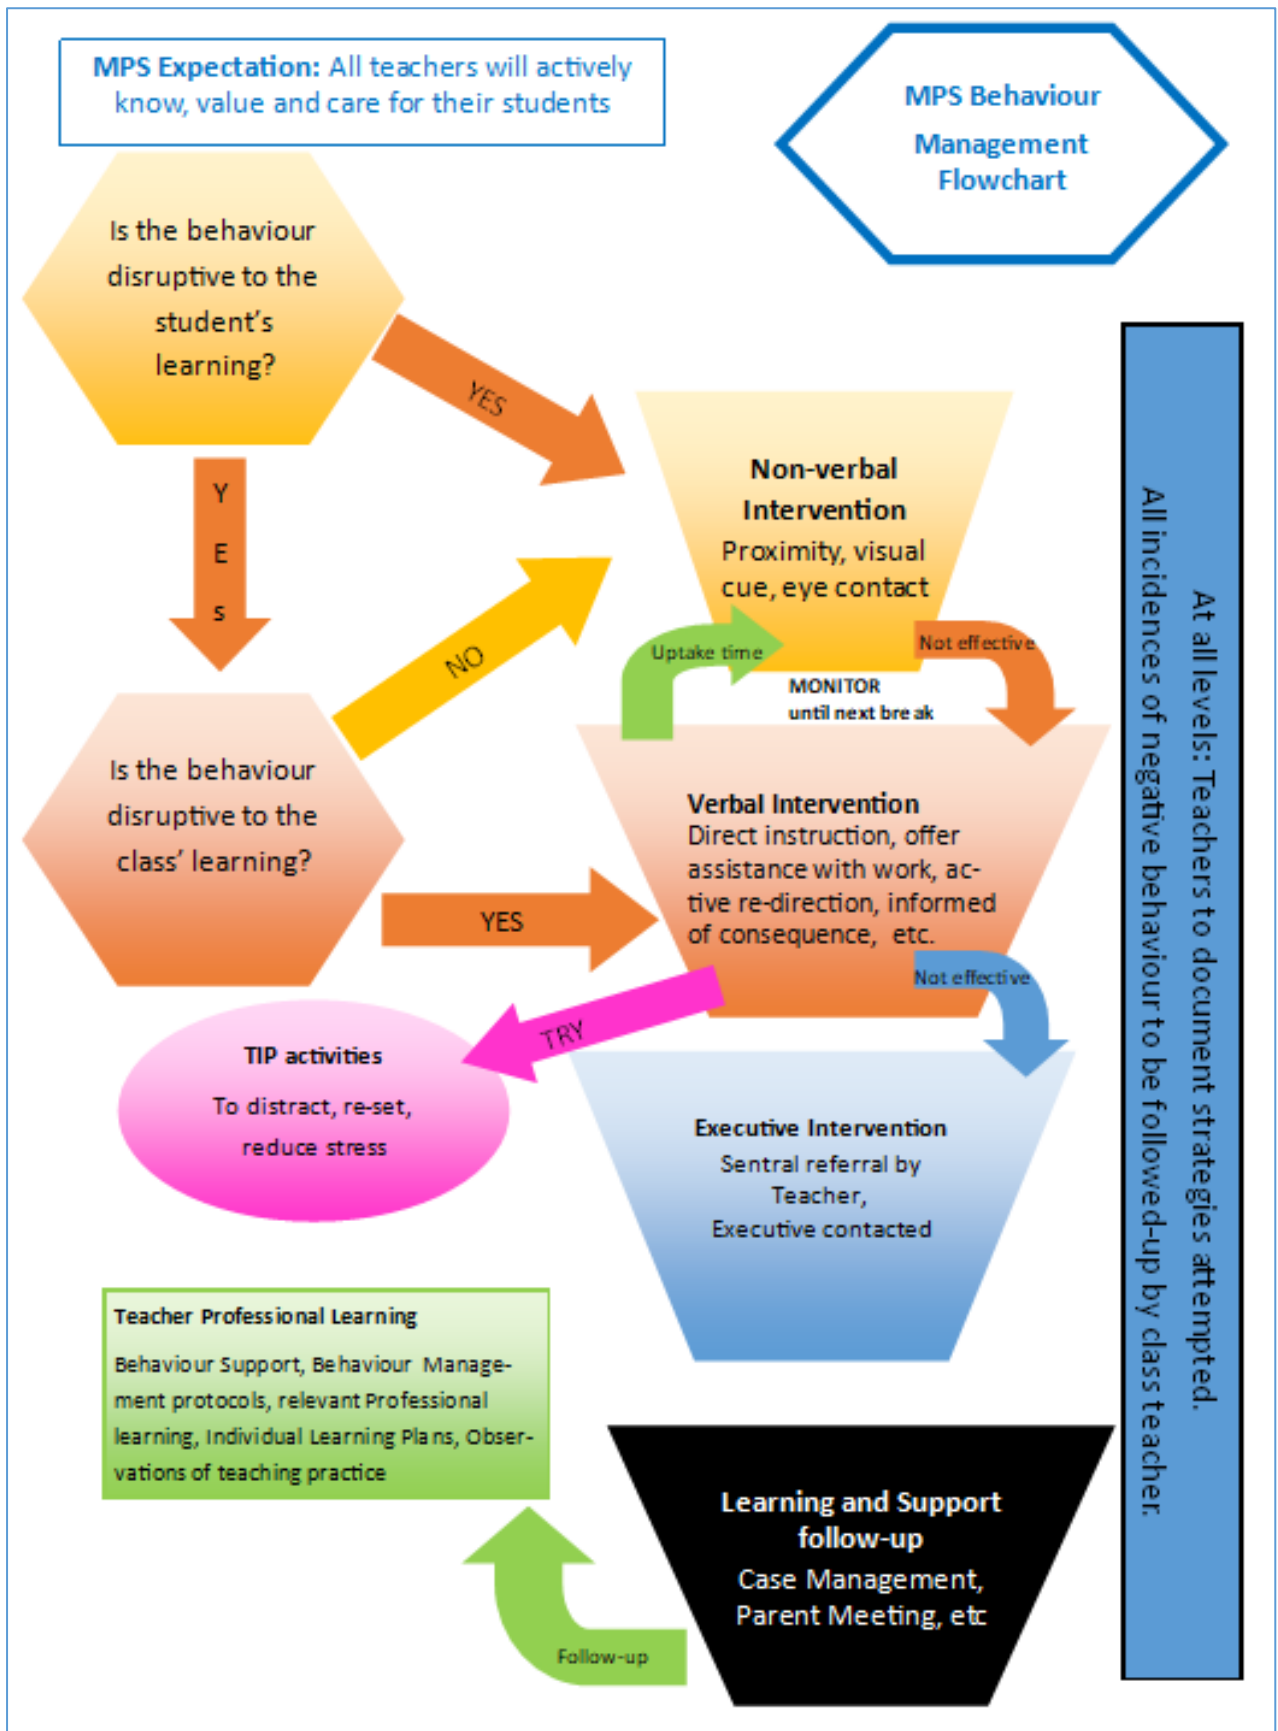 MPS Expectation: All teachers will actively
know, value and care for their students
MPS Behaviour
Management
Flowchart
Is the behaviour
disruptive to the
student's
learning?
YES
Y
E
s
Non-verbal
Intervention
Proximity, visual
cue, eye contact
NO
Uptake time
Not effective
MONITOR
until next break
Is the behaviour
disruptive to the
class' learning?
YES
Verbal Intervention
Direct instruction, offer
assistance with work, ac-
tive re-direction, informed
of consequence, etc.
Not effective
TRY
TIP activities
To distract, re-set,
reduce stress
Executive Intervention
Sentral referral by
Teacher,
Executive contacted
Teacher Professional Learning
Behaviour Support, Behaviour Manage-
ment protocols, relevant Professional
learning, Individual Learning Plans, Obser-
vations of teaching practice
Learning and Support
follow-up
Case Management,
Parent Meeting, etc
Follow-up
At all levels: Teachers to document strategies attempted.
All incidences of negative behaviour to be followed-up by class teacher.